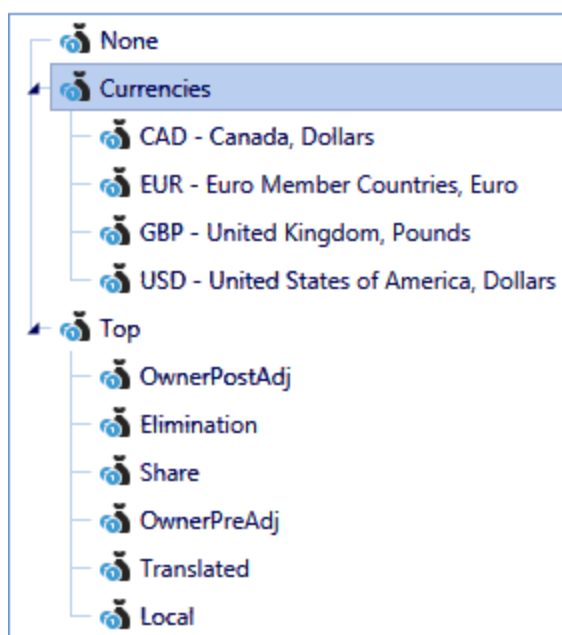 None
Currencies
CAD - Canada, Dollars
EUR - Euro Member Countries, Euro
GBP - United Kingdom, Pounds
USD - United States of America, Dollars
Top
OwnerPostAdj
Elimination
Share
OwnerPreAdj
Translated
Local